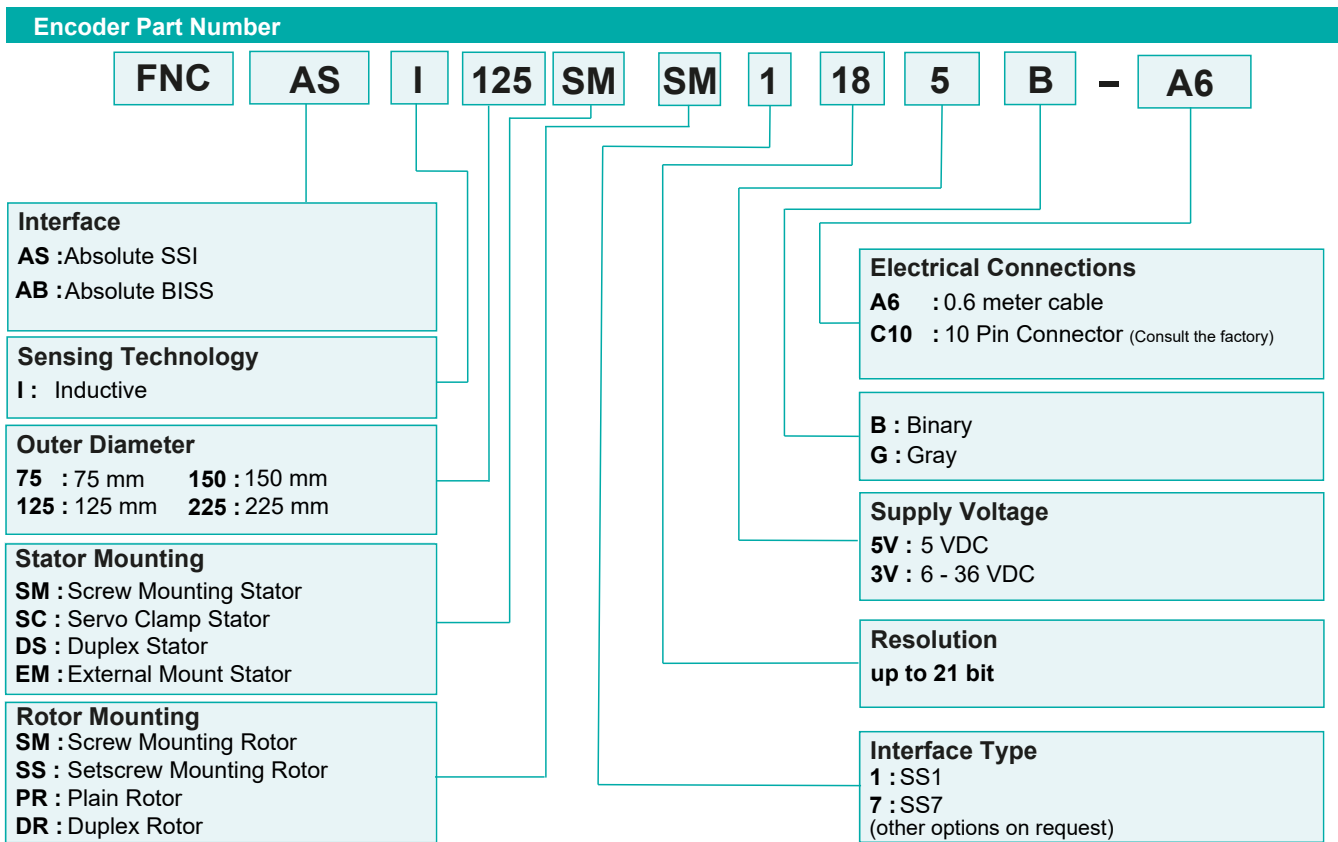 Encoder Part Number
FNC AS I 125 SM SM 1 18 5 B – A6
Interface
AS :Absolute SSI
AB :Absolute BISS
Sensing Technology
I : Inductive
Outer Diameter
75 : 75 mm 150 : 150 mm
125 : 125 mm 225 : 225 mm
Stator Mounting
SM : Screw Mounting Stator
SC : Servo Clamp Stator
DS : Duplex Stator
EM : External Mount Stator
Rotor Mounting
SM : Screw Mounting Rotor
SS : Setscrew Mounting Rotor
PR : Plain Rotor
DR : Duplex Rotor
Electrical Connections
A6 : 0.6 meter cable
C10 : 10 Pin Connector (Consult the factory)
B : Binary
G : Gray
Supply Voltage
5V : 5 VDC
3V : 6 - 36 VDC
Resolution
up to 21 bit
Interface Type
1 : SS1
7 : SS7
(other options on request)